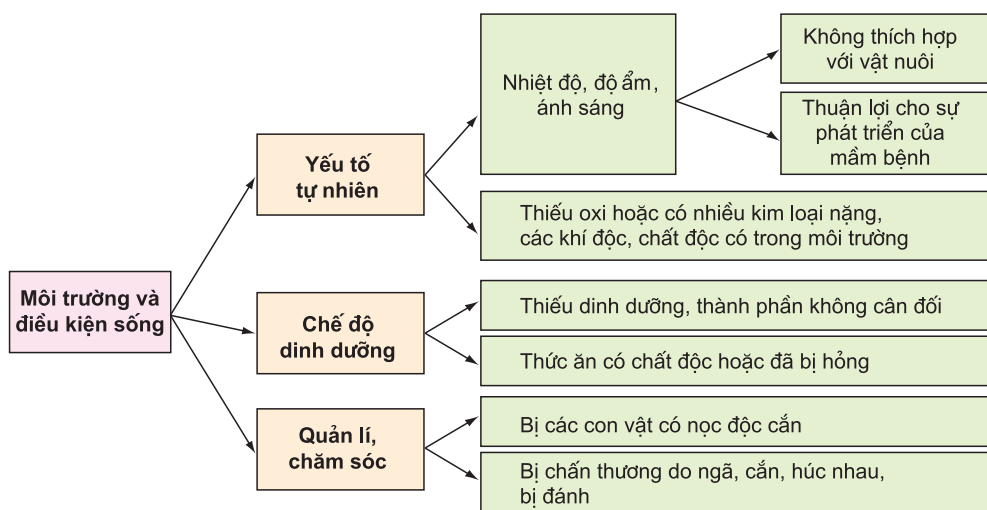 Môi trường và
điều kiện sống
Yếu tố
tự nhiên
Nhiệt độ, độ ẩm,
ánh sáng
Không thích hợp
với vật nuôi
Thuận lợi cho sự
phát triển của
mầm bệnh
Thiếu oxi hoặc có nhiều kim loại nặng,
các khí độc, chất độc có trong môi trường
Chế độ
dinh dưỡng
Thiếu dinh dưỡng, thành phần không cân đối
Thức ăn có chất độc hoặc đã bị hỏng
Quản lí,
chăm sóc
Bị các con vật có nọc độc cắn
Bị chấn thương do ngã, cắn, húc nhau,
bị đánh